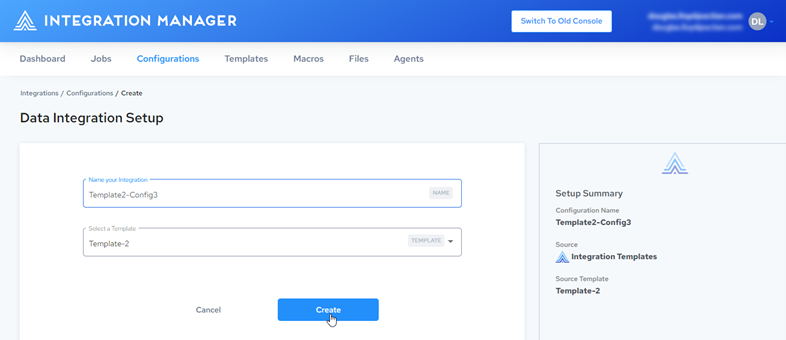 INTEGRATION MANAGER
Switch To Old Console
DL
Dashboard Jobs Configurations Templates Macros Files Agents
Integrations / Configurations / Create
Data Integration Setup
Name your Integration
Template2-Config3 NAME
Select a Template
Template-2 TEMPLATE
Cancel Create
Setup Summary
Configuration Name
Template2-Config3
Source
Integration Templates
Source Template
Template-2